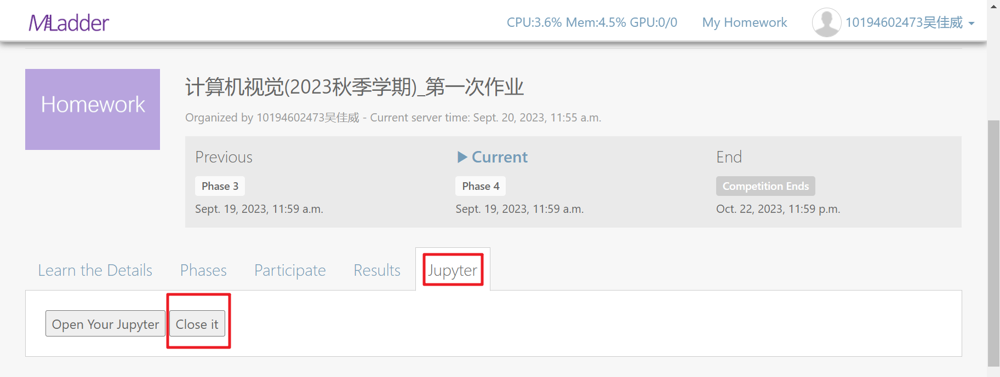 MLadder
CPU:3.6% Mem:4.5% GPU:0/0
My Homework
10194602473吴佳威
Homework
计算机视觉(2023秋季学期)_第一次作业
Organized by 10194602473吴佳威 - Current server time: Sept. 20, 2023, 11:55 a.m.
Previous
Current
End
Phase 3
Phase 4
Competition Ends
Sept. 19, 2023, 11:59 a.m.
Sept. 19, 2023, 11:59 a.m.
Oct. 22, 2023, 11:59 p.m.
Learn the Details
Phases
Participate
Results
Jupyter
Open Your Jupyter
Close it